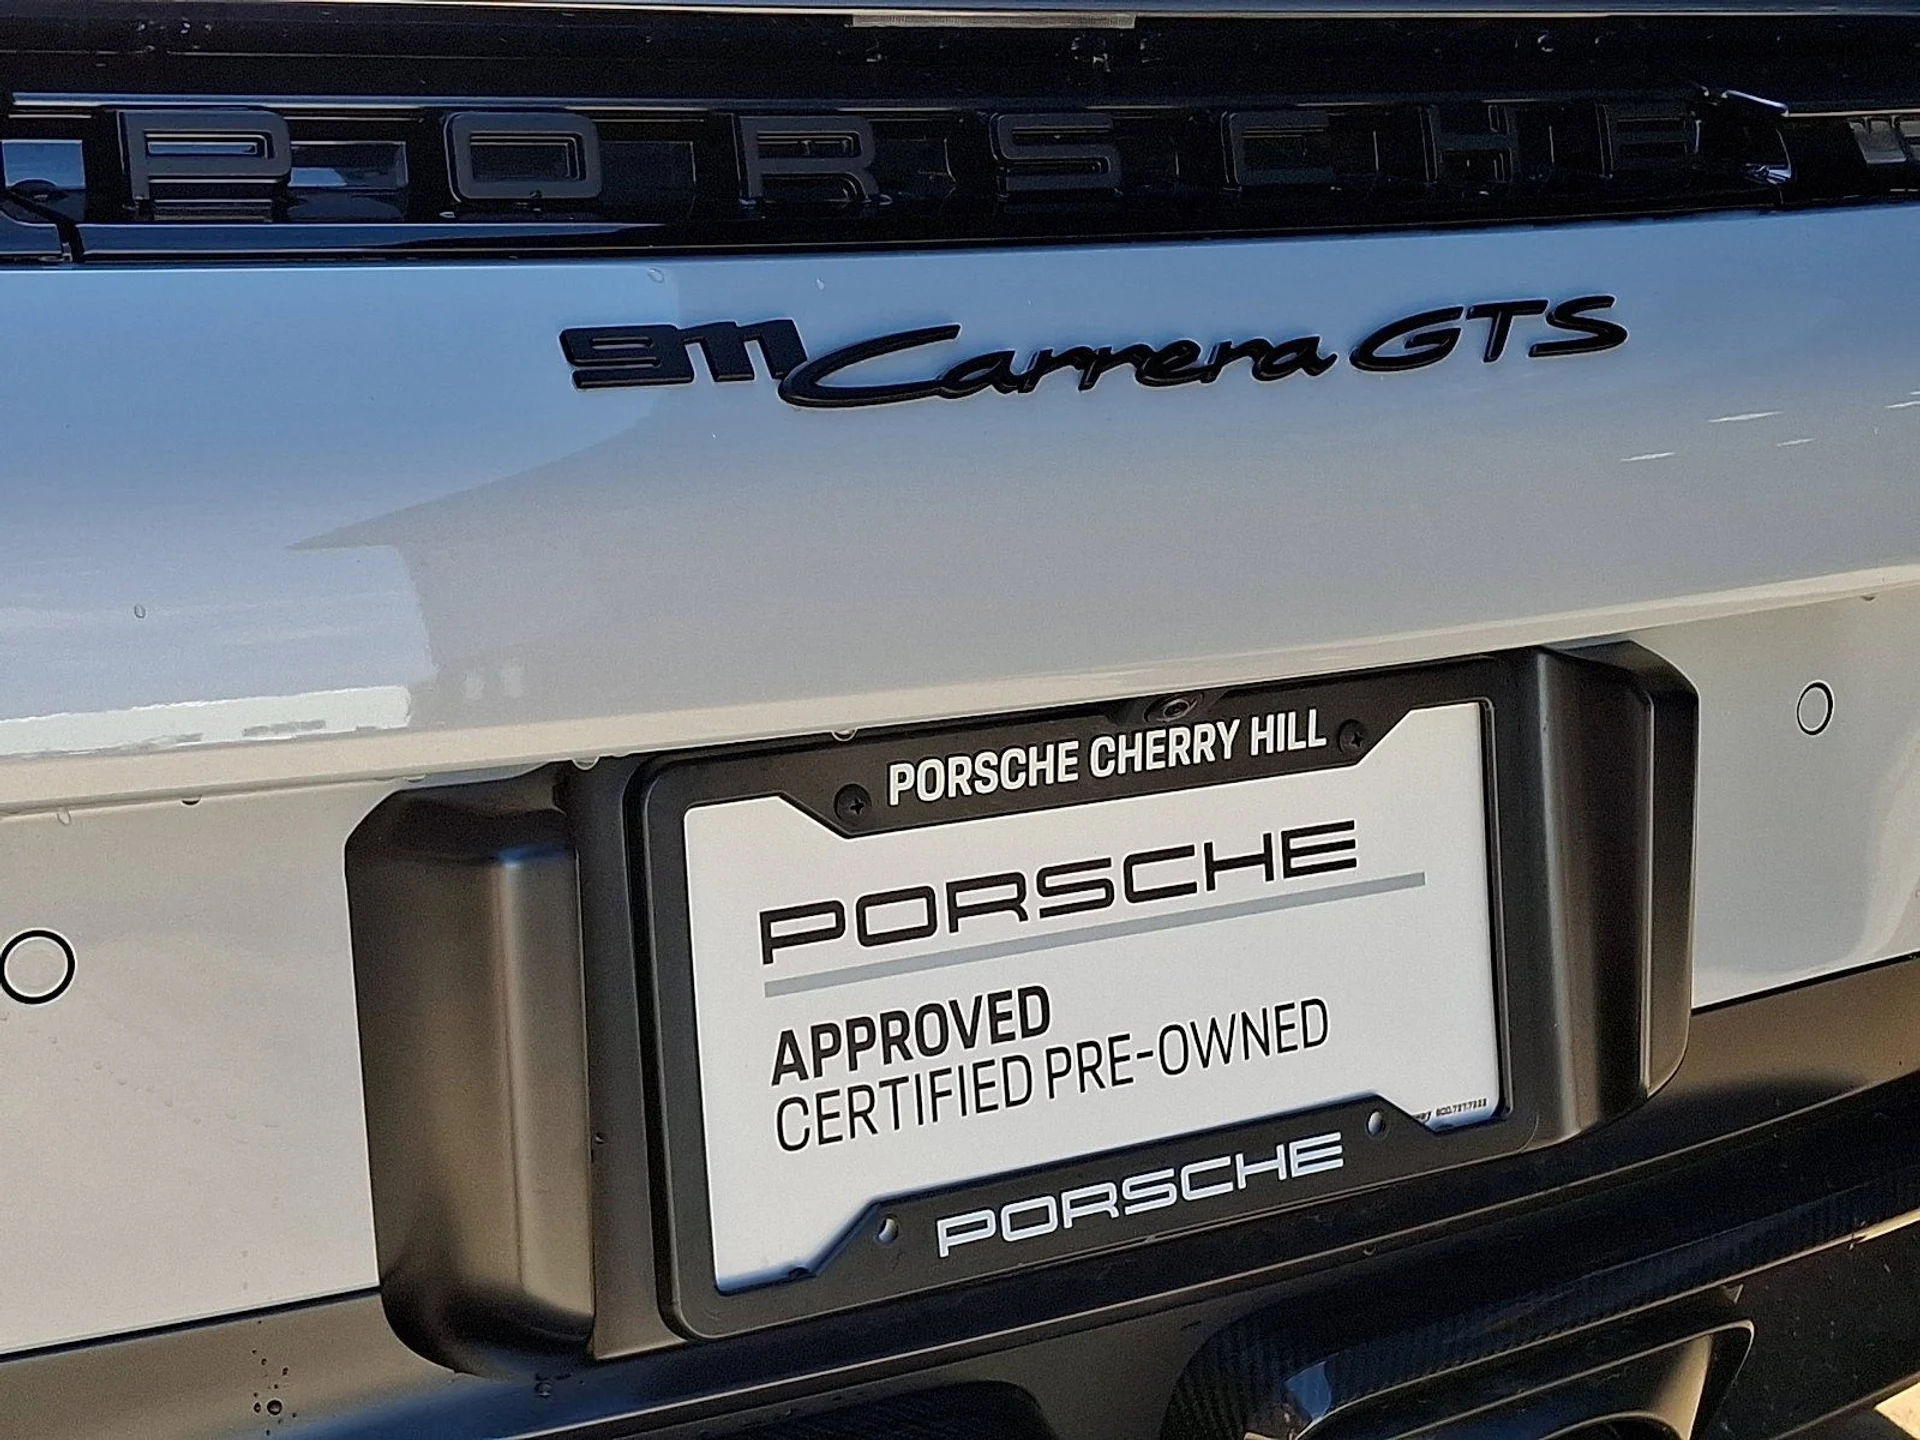 PORSCHE
911 Carrera GTS
PORSCHE CHERRY HILL
PORSCHE
APPROVED
CERTIFIED PRE-OWNED
PORSCHE